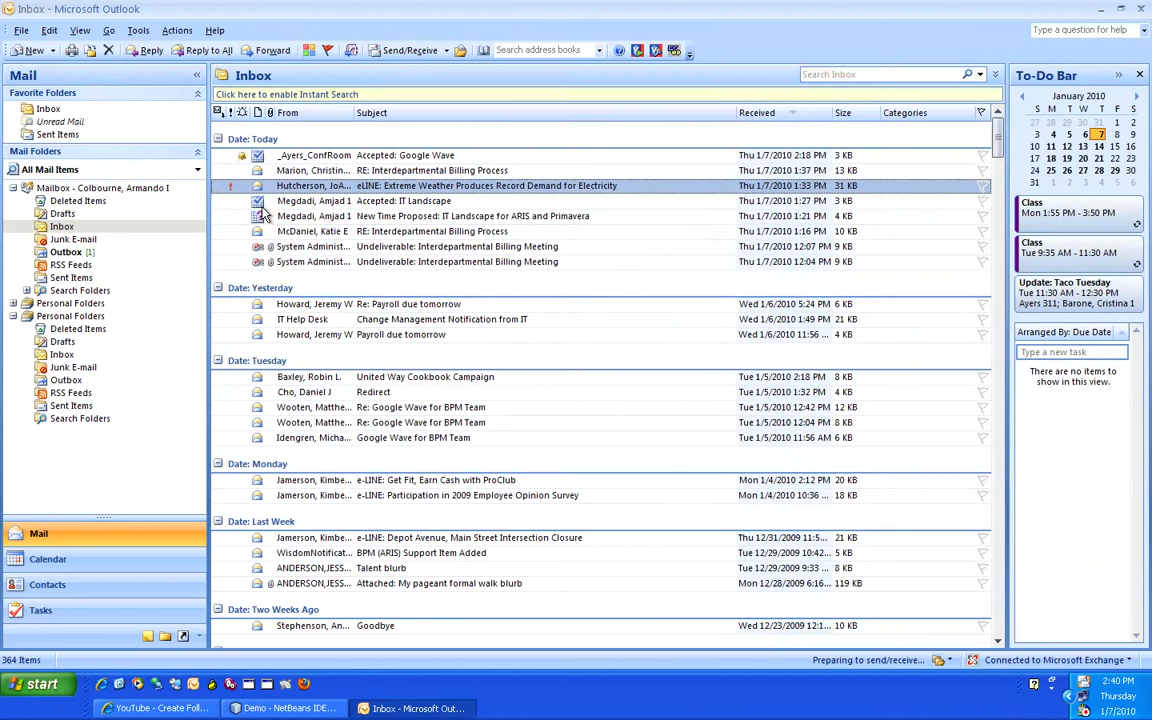 Inbox - Microsoft Outlook
File Edit View Go Tools Actions Help
Type a question for help
New Reply Reply to All Forward Send/Receive Search address books
Mail
Favorite Folders
Inbox
Unread Mail
Sent Items
Mail Folders
All Mail Items
Mailbox - Colbourne, Armando I
Deleted Items
Drafts
Inbox
Junk E-mail
Outbox [1]
RSS Feeds
Sent Items
Search Folders
Personal Folders
Personal Folders
Deleted Items
Drafts
Inbox
Junk E-mail
Outbox
RSS Feeds
Sent Items
Search Folders
Mail
Calendar
Contacts
Tasks
Inbox
Search Inbox
Click here to enable Instant Search
From Subject Received Size Categories
Date: Today
_Ayers_ConfRoom Accepted: Google Wave Thu 1/7/2010 2:18 PM 3 KB
Marion, Christin... RE: Interdepartmental Billing Process Thu 1/7/2010 1:37 PM 13 KB
Hutcherson, JoA... eLINE: Extreme Weather Produces Record Demand for Electricity Thu 1/7/2010 1:33 PM 31 KB
Megdadi, Amjad 1 Accepted: IT Landscape Thu 1/7/2010 1:27 PM 3 KB
Megdadi, Amjad 1 New Time Proposed: IT Landscape for ARIS and Primavera Thu 1/7/2010 1:21 PM 4 KB
McDaniel, Katie E RE: Interdepartmental Billing Process Thu 1/7/2010 1:16 PM 10 KB
System Administ... Undeliverable: Interdepartmental Billing Meeting Thu 1/7/2010 12:07 PM 9 KB
System Administ... Undeliverable: Interdepartmental Billing Meeting Thu 1/7/2010 12:04 PM 9 KB
Date: Yesterday
Howard, Jeremy W Re: Payroll due tomorrow Wed 1/6/2010 5:24 PM 6 KB
IT Help Desk Change Management Notification from IT Wed 1/6/2010 1:49 PM 21 KB
Howard, Jeremy W Payroll due tomorrow Wed 1/6/2010 11:56 ... 4 KB
Date: Tuesday
Baxley, Robin L. United Way Cookbook Campaign Tue 1/5/2010 2:18 PM 8 KB
Cho, Daniel J Redirect Tue 1/5/2010 1:32 PM 4 KB
Wooten, Matthe... Re: Google Wave for BPM Team Tue 1/5/2010 12:42 PM 12 KB
Wooten, Matthe... Re: Google Wave for BPM Team Tue 1/5/2010 12:04 PM 8 KB
Idengren, Micha... Google Wave for BPM Team Tue 1/5/2010 11:56 AM 6 KB
Date: Monday
Jamerson, Kimbe... e-LINE: Get Fit, Earn Cash with ProClub Mon 1/4/2010 2:12 PM 20 KB
Jamerson, Kimbe... e-LINE: Participation in 2009 Employee Opinion Survey Mon 1/4/2010 10:36 ... 18 KB
Date: Last Week
Jamerson, Kimbe... e-LINE: Depot Avenue, Main Street Intersection Closure Thu 12/31/2009 11:5... 21 KB
WisdomNotificat... BPM (ARIS) Support Item Added Tue 12/29/2009 10:42... 5 KB
ANDERSON,JESS... Talent blurb Tue 12/29/2009 9:33 ... 8 KB
ANDERSON,JESS... Attached: My pageant formal walk blurb Mon 12/28/2009 6:16... 119 KB
Date: Two Weeks Ago
Stephenson, An... Goodbye Wed 12/23/2009 12:1... 10 KB
To-Do Bar
January 2010
S M T W T F S
27 28 29 30 31 1 2
3 4 5 6 7 8 9
10 11 12 13 14 15 16
17 18 19 20 21 22 23
24 25 26 27 28 29 30
31 1 2 3 4 5 6
Class
Mon 1:55 PM - 3:50 PM
Class
Tue 9:35 AM - 11:30 AM
Update: Taco Tuesday
Tue 11:30 AM - 12:30 PM
Ayers 311; Barone, Cristina 1
Arranged By: Due Date
Type a new task
There are no items to
show in this view.
364 Items Preparing to send/receive... Connected to Microsoft Exchange
start 2:40 PM
Thursday
YouTube - Create Foll... Demo - NetBeans IDE... Inbox - Microsoft Out... 1/7/2010